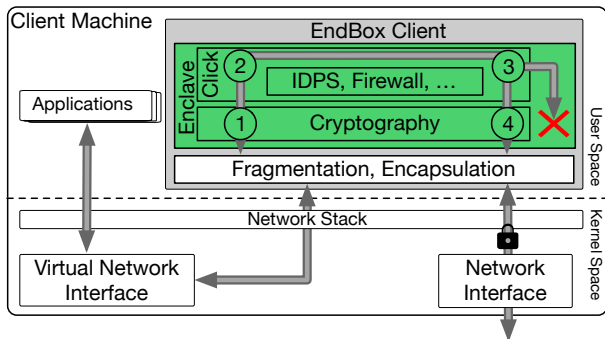 Client Machine
EndBox Client
Enclave
Click
2
3
IDPS, Firewall, ...
Applications
1
Cryptography
4
Fragmentation, Encapsulation
User Space
Network Stack
Kernel Space
Virtual Network
Interface
Network
Interface